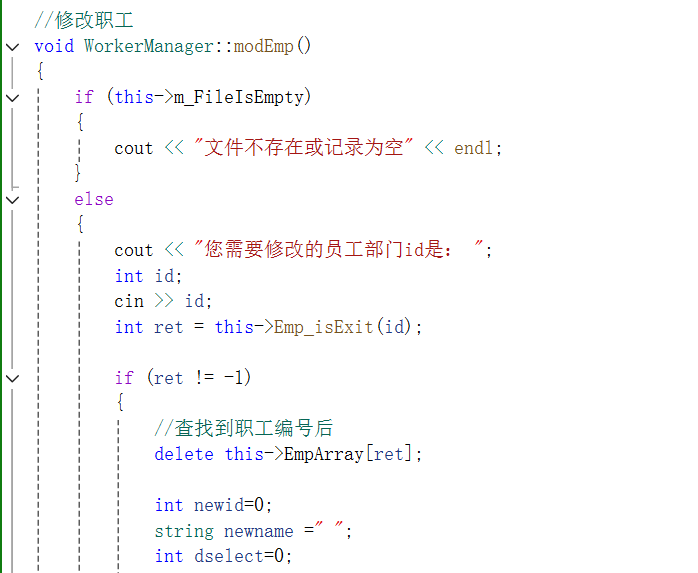 //修改职工
void WorkerManager::modEmp()
{
if (this->m_FileIsEmpty)
{
cout << "文件不存在或记录为空" << endl;
}
else
{
cout << "您需要修改的员工部门id是： ";
int id;
cin >> id;
int ret = this->Emp_isExit(id);
if (ret != -1)
{
//查找到职工编号后
delete this->EmpArray[ret];
int newid=0;
string newname =" ";
int dselect=0;